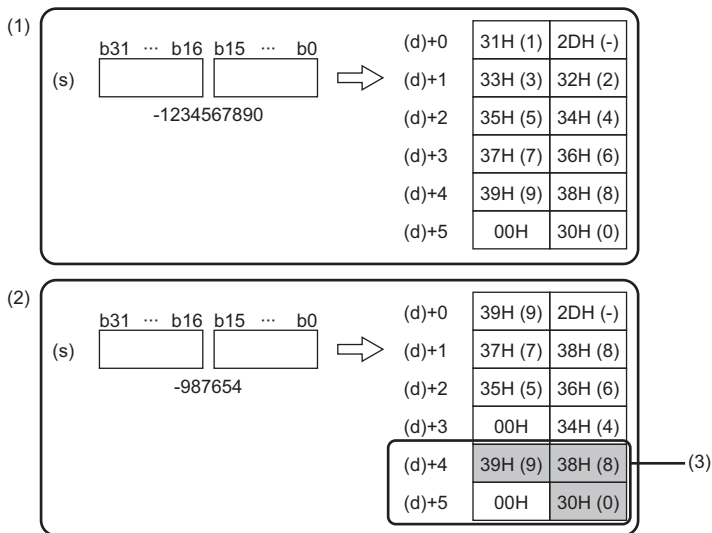 (1)
b31 ··· b16 b15 ··· b0
(s)
-1234567890
(d)+0 31H (1) 2DH (-)
(d)+1 33H (3) 32H (2)
(d)+2 35H (5) 34H (4)
(d)+3 37H (7) 36H (6)
(d)+4 39H (9) 38H (8)
(d)+5 00H 30H (0)
(2)
b31 ··· b16 b15 ··· b0
(s)
-987654
(d)+0 39H (9) 2DH (-)
(d)+1 37H (7) 38H (8)
(d)+2 35H (5) 36H (6)
(d)+3 00H 34H (4)
(d)+4 39H (9) 38H (8)
(d)+5 00H 30H (0)
(3)